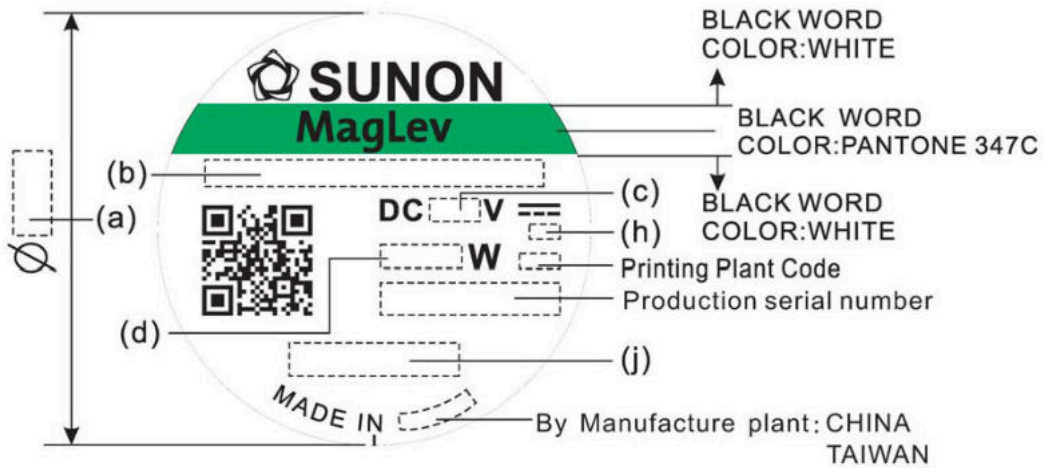 BLACK WORD
COLOR:WHITE
SUNON
MagLev
BLACK WORD
COLOR:PANTONE 347C
(b)
(c)
(a)
DC V
BLACK WORD
COLOR:WHITE
(h)
Ø
W
Printing Plant Code
Production serial number
(d)
(j)
MADE IN
By Manufacture plant: CHINA
TAIWAN